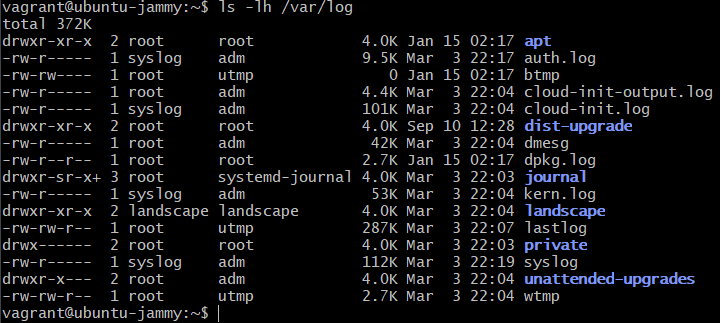 vagrant@ubuntu-jammy:~$ ls -lh /var/log
total 372K
drwxr-xr-x  2 root      root            4.0K Jan 15 02:17 apt
-rw-r-----  1 syslog    adm             9.5K Mar  3 22:17 auth.log
-rw-rw----  1 root      utmp               0 Jan 15 02:17 btmp
-rw-r-----  1 root      adm             4.4K Mar  3 22:04 cloud-init-output.log
-rw-r-----  1 syslog    adm             101K Mar  3 22:04 cloud-init.log
drwxr-xr-x  2 root      root            4.0K Sep 10 12:28 dist-upgrade
-rw-r-----  1 root      adm              42K Mar  3 22:04 dmesg
-rw-r--r--  1 root      root            2.7K Jan 15 02:17 dpkg.log
drwxr-sr-x+ 3 root      systemd-journal 4.0K Mar  3 22:03 journal
-rw-r-----  1 syslog    adm              53K Mar  3 22:04 kern.log
drwxr-xr-x  2 landscape landscape       4.0K Mar  3 22:04 landscape
-rw-rw-r--  1 root      utmp            287K Mar  3 22:07 lastlog
drwx------  2 root      root            4.0K Mar  3 22:03 private
-rw-r-----  1 syslog    adm             112K Mar  3 22:19 syslog
drwxr-x---  2 root      adm             4.0K Mar  3 22:04 unattended-upgrades
-rw-rw-r--  1 root      utmp            2.7K Mar  3 22:04 wtmp
vagrant@ubuntu-jammy:~$